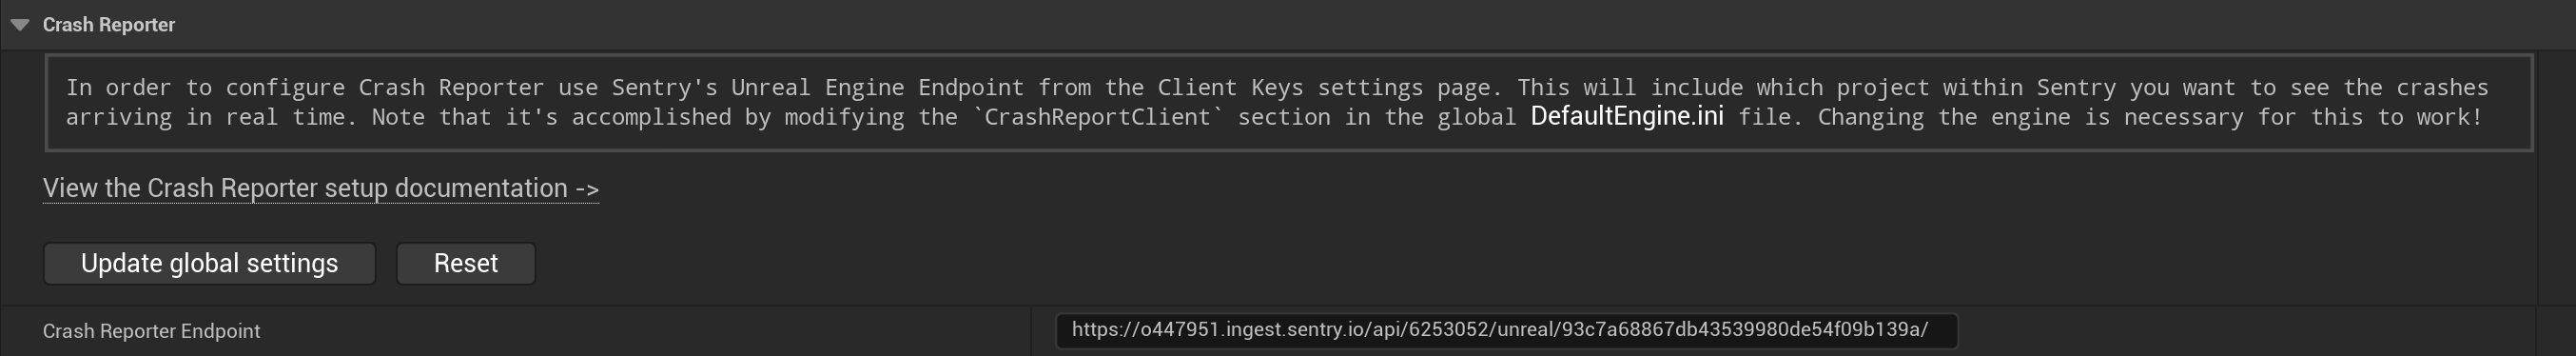 Crash Reporter
In order to configure Crash Reporter use Sentry's Unreal Engine Endpoint from the Client Keys settings page. This will include which project within Sentry you want to see the crashes
arriving in real time. Note that it's accomplished by modifying the `CrashReportClient` section in the global DefaultEngine.ini file. Changing the engine is necessary for this to work!
View the Crash Reporter setup documentation ->
Update global settings Reset
Crash Reporter Endpoint https://o447951.ingest.sentry.io/api/6253052/unreal/93c7a68867db43539980de54f09b139a/